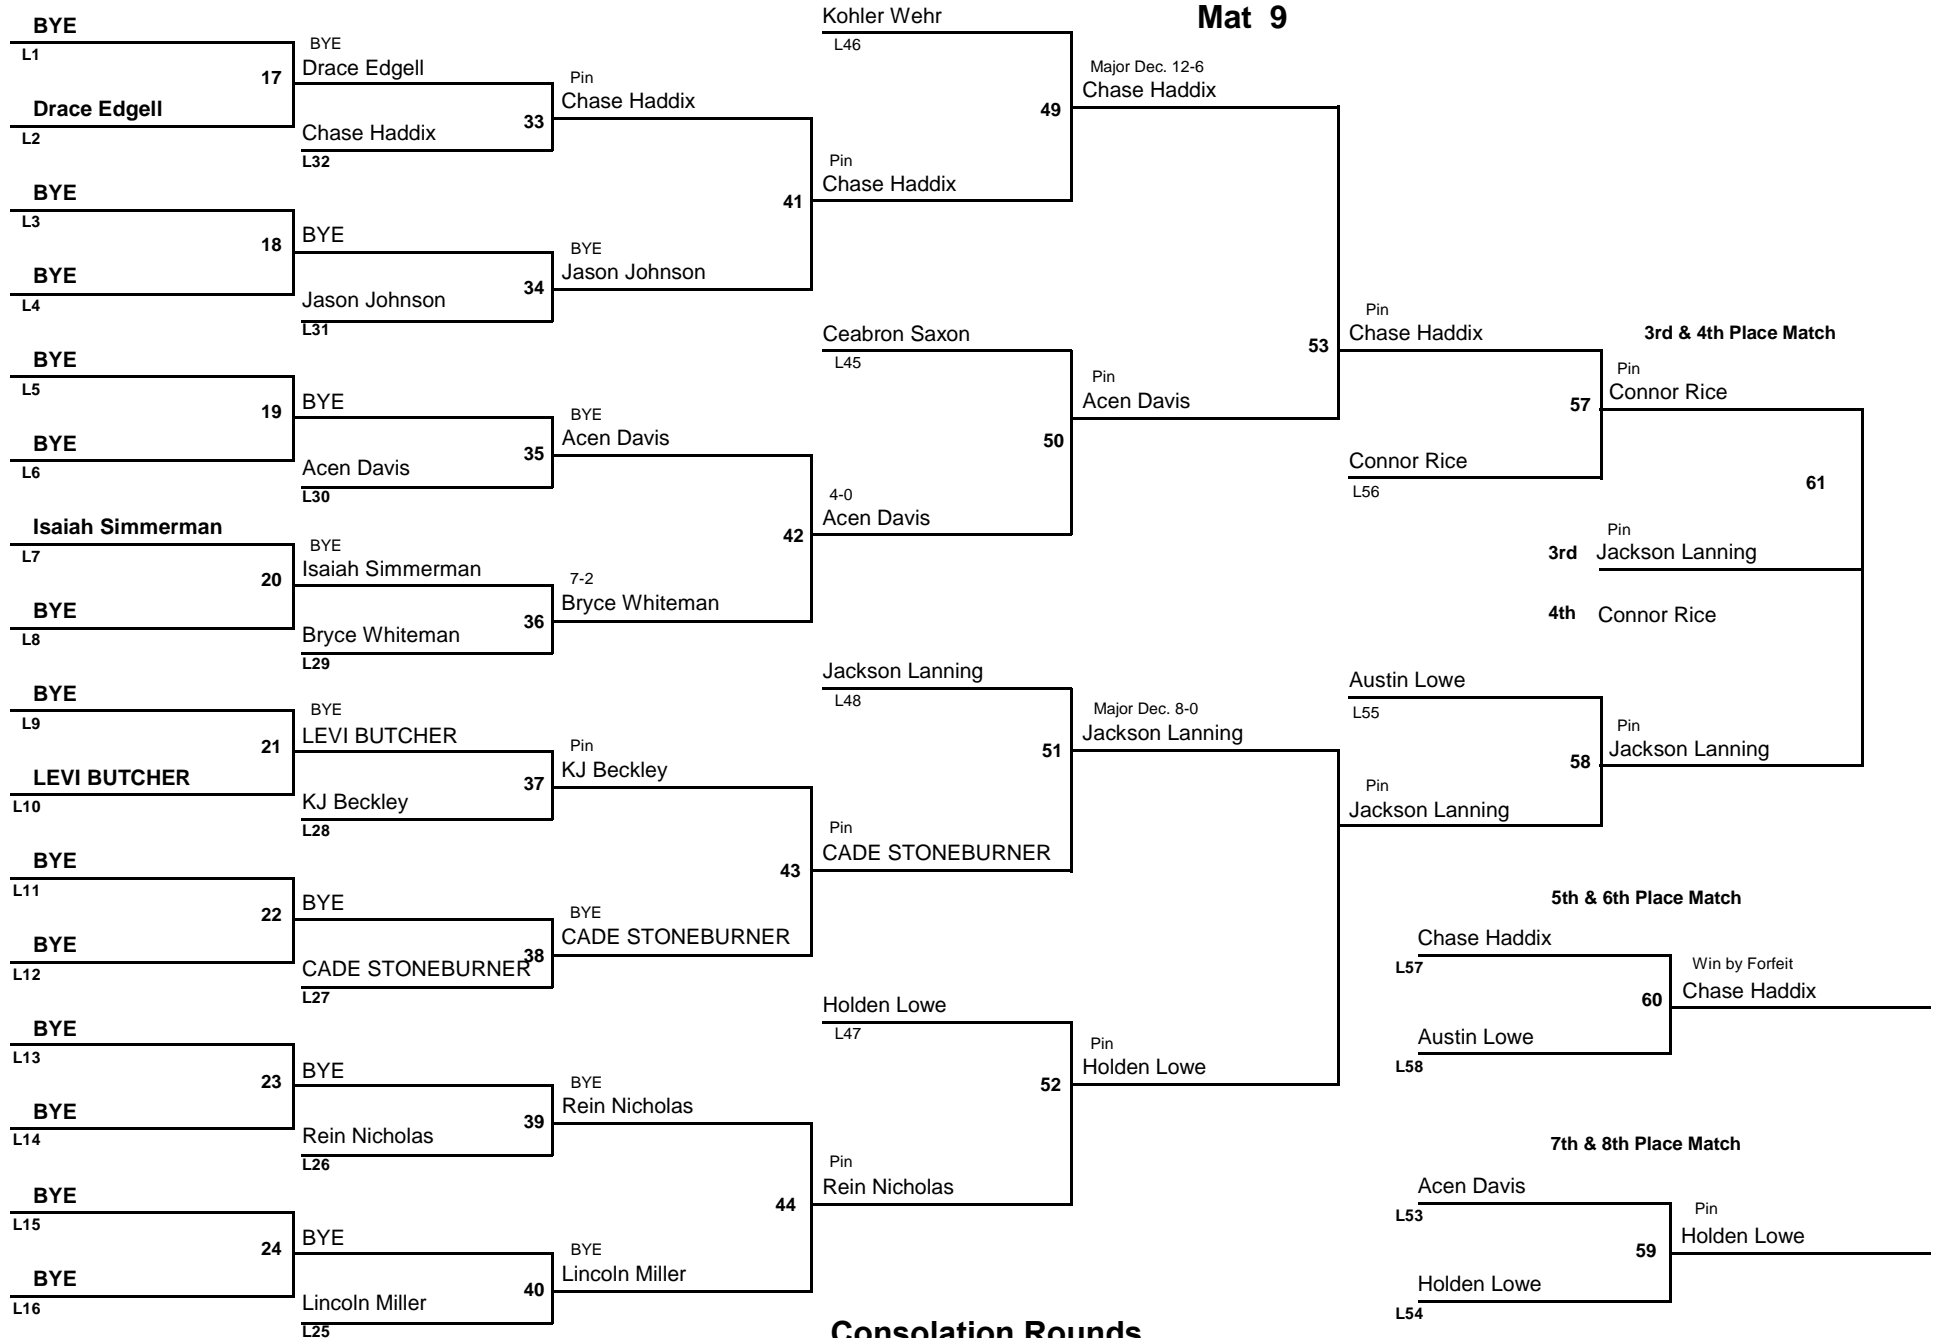 Mat 9
BYE
L1
17
Drace Edgell
L2
BYE
L3
18
BYE
L4
BYE
L5
19
BYE
L6
Isaiah Simmerman
L7
20
BYE
L8
BYE
L9
21
LEVI BUTCHER
L10
BYE
L11
22
BYE
L12
BYE
L13
23
BYE
L14
BYE
L15
24
BYE
L16
BYE
Drace Edgell
33
Chase Haddix
L32
BYE
34
Jason Johnson
L31
BYE
35
Acen Davis
L30
BYE
Isaiah Simmerman
36
Bryce Whiteman
L29
BYE
LEVI BUTCHER
37
KJ Beckley
L28
BYE
38
CADE STONEBURNER
L27
BYE
39
Rein Nicholas
L26
BYE
40
Lincoln Miller
L25
Pin
Chase Haddix
41
BYE
Jason Johnson
BYE
Acen Davis
42
7-2
Bryce Whiteman
Pin
KJ Beckley
43
BYE
CADE STONEBURNER
BYE
Rein Nicholas
44
BYE
Lincoln Miller
Kohler Wehr
L46
49
Pin
Chase Haddix
Ceabron Saxon
L45
50
4-0
Acen Davis
Jackson Lanning
L48
51
Pin
CADE STONEBURNER
Holden Lowe
L47
52
Pin
Rein Nicholas
Major Dec. 12-6
Chase Haddix
53
Pin
Acen Davis
Major Dec. 8-0
Jackson Lanning
Pin
Holden Lowe
Pin
Chase Haddix
57
Connor Rice
L56
Austin Lowe
L55
58
Pin
Jackson Lanning
3rd & 4th Place Match
Pin
Connor Rice
61
Pin
3rd Jackson Lanning
4th Connor Rice
Pin
Jackson Lanning
5th & 6th Place Match
Chase Haddix
L57
60
Austin Lowe
L58
Win by Forfeit
Chase Haddix
7th & 8th Place Match
Acen Davis
L53
59
Holden Lowe
L54
Pin
Holden Lowe
Consolation Rounds